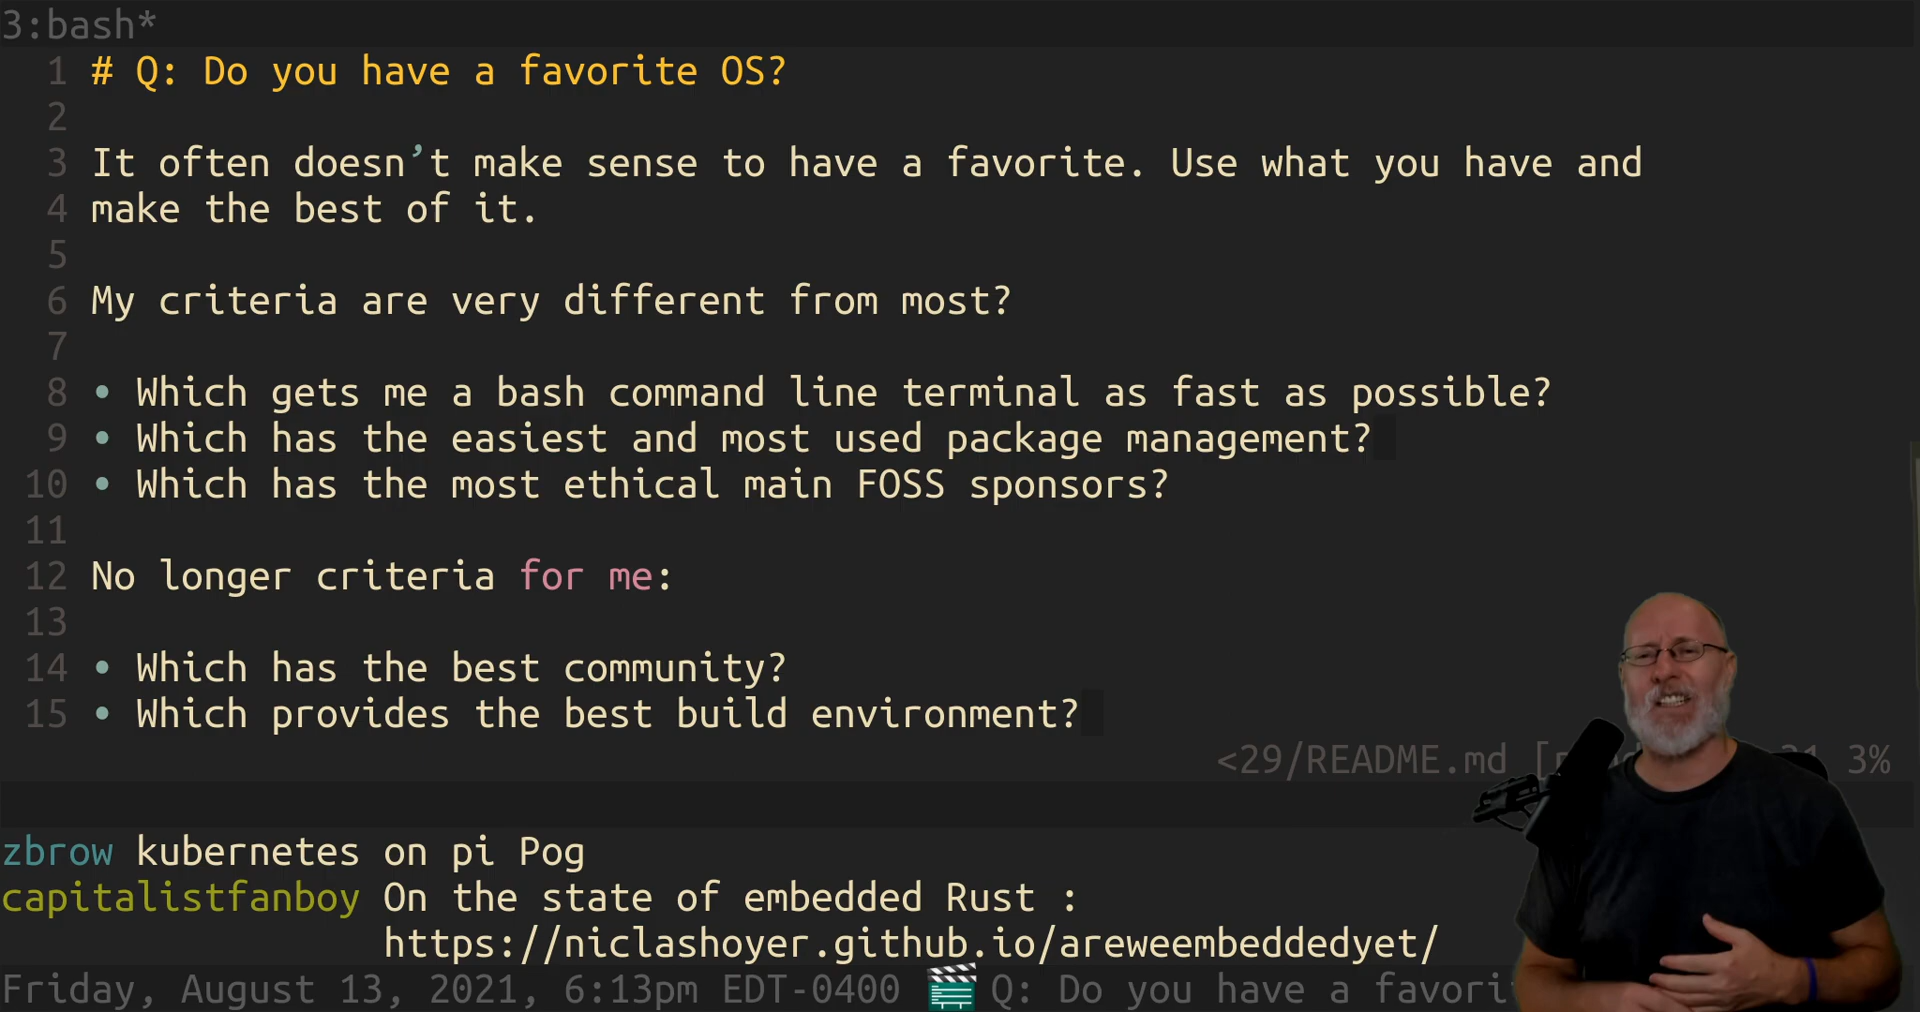 3:bash*
1 # Q: Do you have a favorite OS?
2
3 It often doesn’t make sense to have a favorite. Use what you have and
4 make the best of it.
5
6 My criteria are very different from most?
7
8 • Which gets me a bash command line terminal as fast as possible?
9 • Which has the easiest and most used package management?
10 • Which has the most ethical main FOSS sponsors?
11
12 No longer criteria for me:
13
14 • Which has the best community?
15 • Which provides the best build environment?
<29/README.md 3%
zbrow kubernetes on pi Pog
capitalistfanboy On the state of embedded Rust :
https://niclashoyer.github.io/areweembeddedyet/
Friday, August 13, 2021, 6:13pm EDT-0400 🎬 Q: Do you have a favori